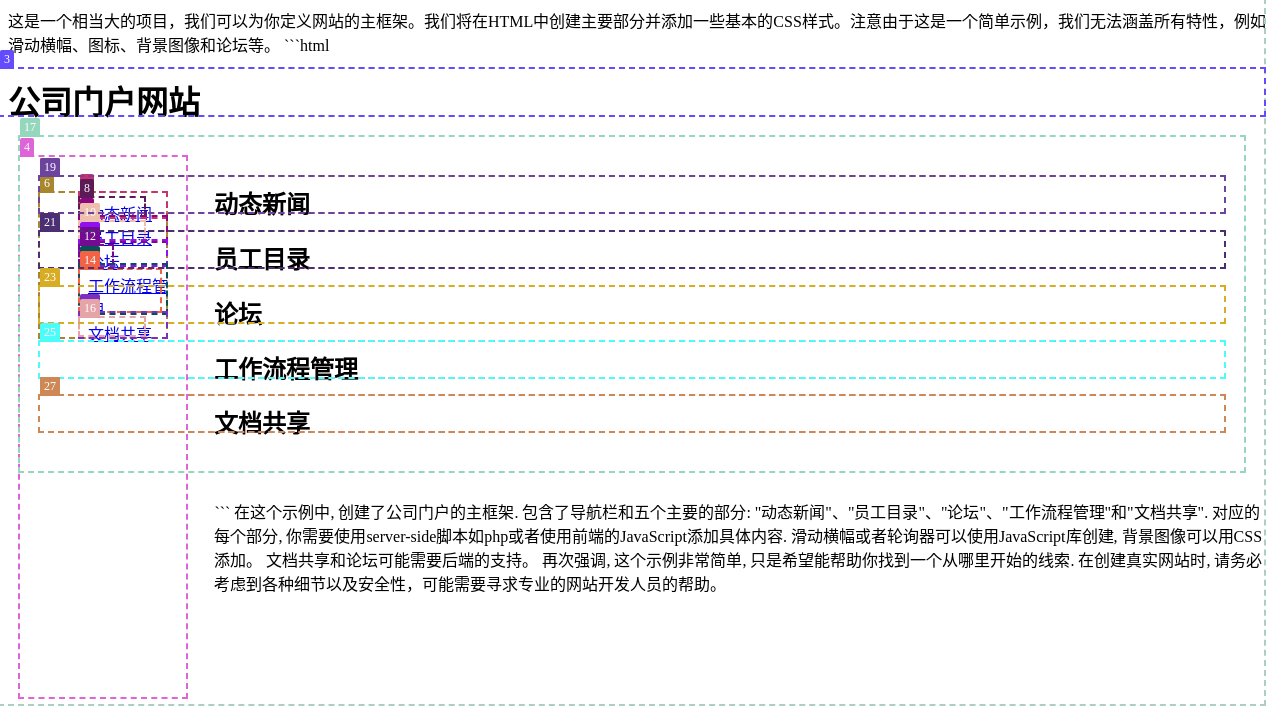 这是一个相当大的项目，我们可以为你定义网站的主框架。我们将在HTML中创建主要部分并添加一些基本的CSS样式。注意由于这是一个简单示例，我们无法涵盖所有特性，例如
滑动横幅、图标、背景图像和论坛等。 ```html
3
公司门户网站
17
4
19
6
8
动态新闻
动态新闻
21
员工目录
12
员工目录
论坛
14
23
工作流程管
理
16
论坛
25
文档共享
工作流程管理
27
文档共享
``` 在这个示例中, 创建了公司门户的主框架. 包含了导航栏和五个主要的部分: "动态新闻"、"员工目录"、"论坛"、"工作流程管理"和"文档共享". 对应的
每个部分, 你需要使用server-side脚本如php或者使用前端的JavaScript添加具体内容. 滑动横幅或者轮询器可以使用JavaScript库创建, 背景图像可以用CSS
添加。 文档共享和论坛可能需要后端的支持。 再次强调, 这个示例非常简单, 只是希望能帮助你找到一个从哪里开始的线索. 在创建真实网站时, 请务必
考虑到各种细节以及安全性，可能需要寻求专业的网站开发人员的帮助。